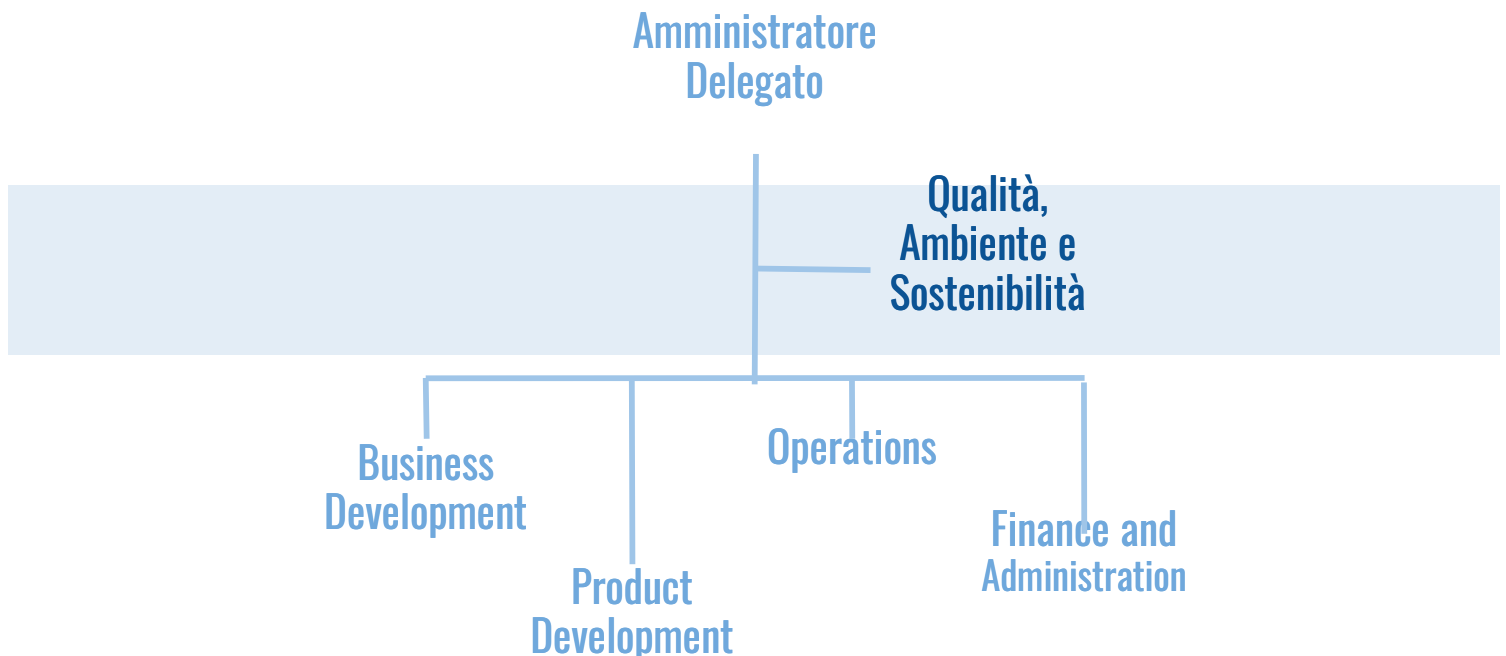 Amministratore
Delegato
Qualità,
Ambiente e
Sostenibilità
Business
Development
Product
Development
Operations
Finance and
Administration